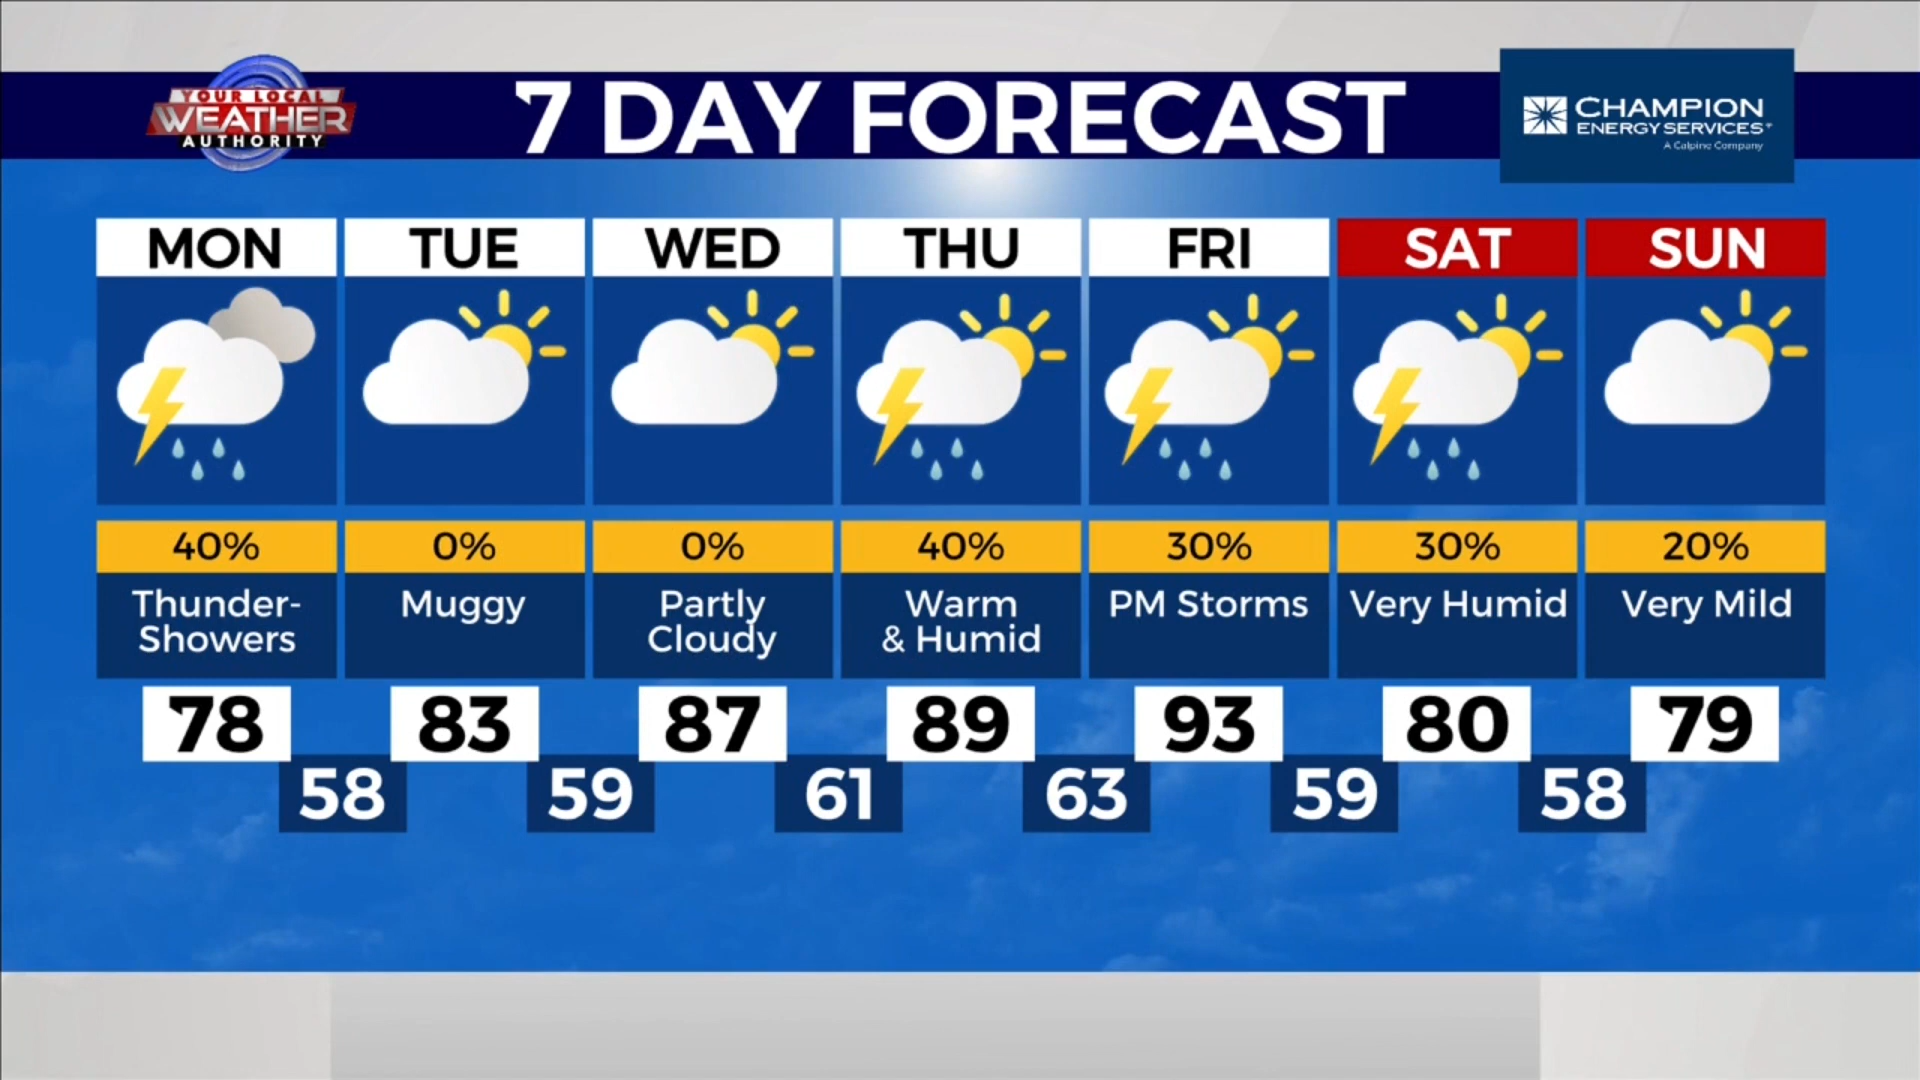 YOUR LOCAL
WEATHER
AUTHORITY
7 DAY FORECAST
CHAMPION
ENERGY SERVICES
A Calpine Company
MON TUE WED THU FRI SAT SUN
40% 0% 0% 40% 30% 30% 20%
Thunder- Muggy Partly Warm PM Storms Very Humid Very Mild
Showers Cloudy & Humid
78 83 87 89 93 80 79
58 59 61 63 59 58